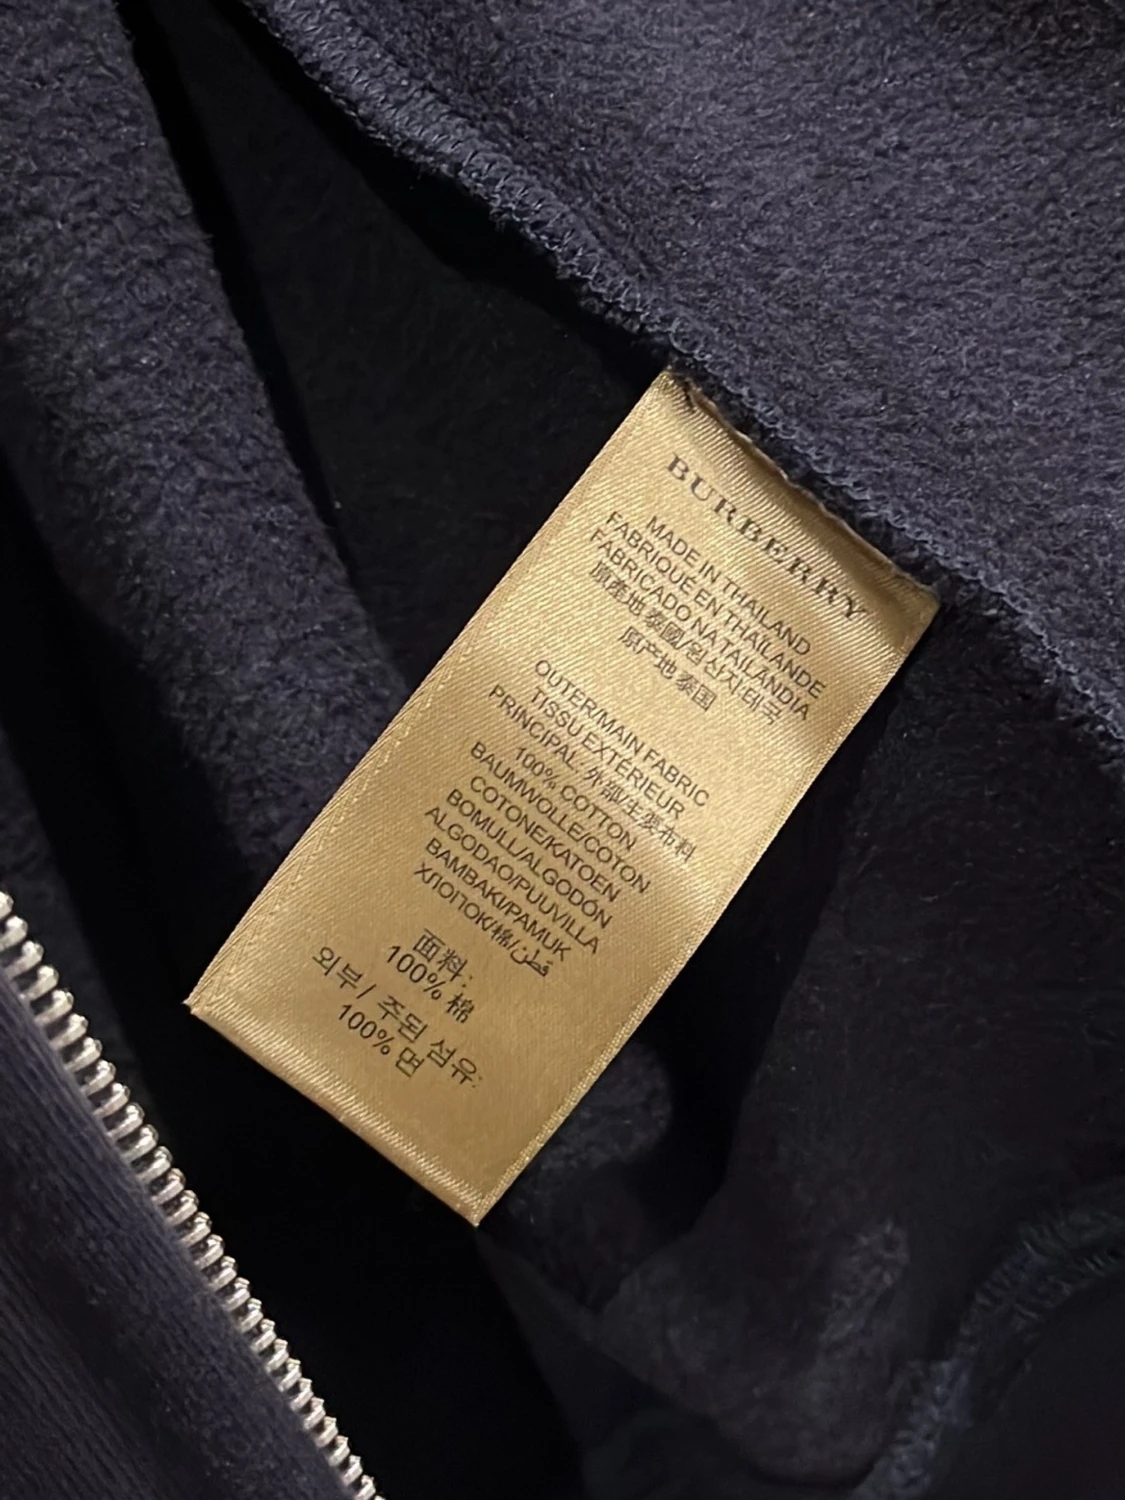 BURBERRY
MADE IN THAILAND
FABRIQUÉ EN THAÏLANDE
FABRICADO NA TAILÂNDIA
原產地泰國/원산지:태국
原产地泰国
OUTER/MAIN FABRIC
TISSU EXTÉRIEUR
PRINCIPAL 外部/主要布料
100% COTTON
BAUMWOLLE/COTON
COTONE/KATOEN
BOMULL/ALGODÓN
ALGODAO/PUUVILLA
BAMBAKI/PAMUK
ХЛОПОК/棉/قطن
面料:
100% 棉
외부/ 주된 섬유:
100% 면